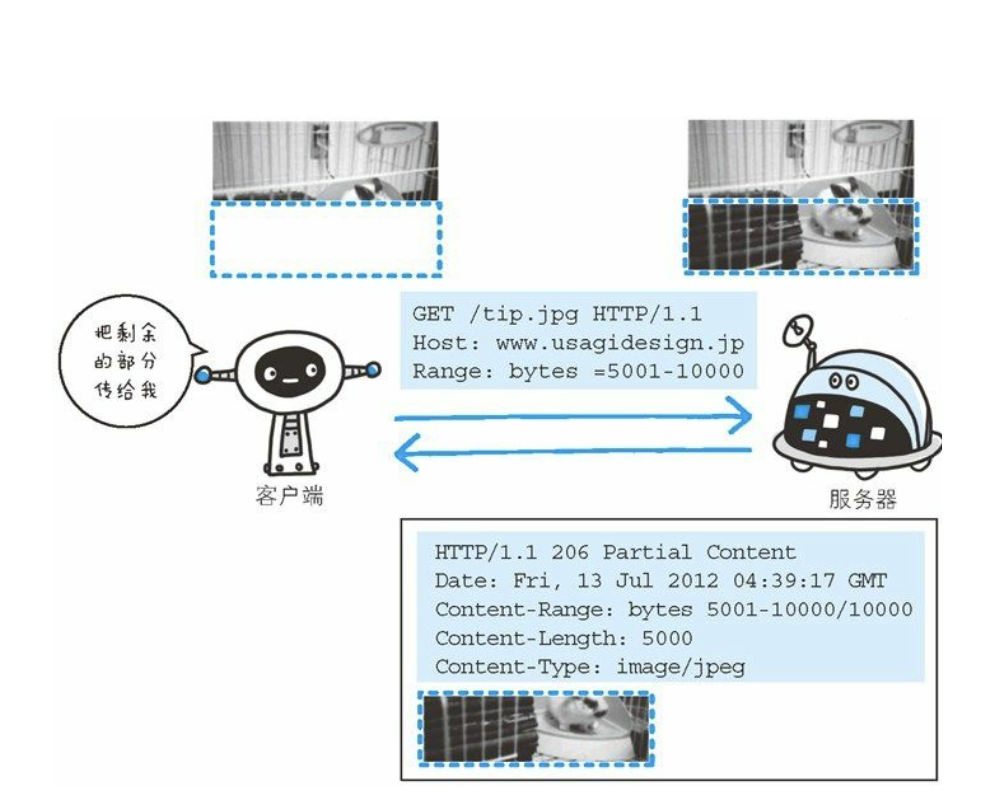 GET /tip.jpg HTTP/1.1
Host: www.usagidesign.jp
Range: bytes =5001-10000
把剩余
的部分
传给我
客户端
服务器
HTTP/1.1 206 Partial Content
Date: Fri, 13 Jul 2012 04:39:17 GMT
Content-Range: bytes 5001-10000/10000
Content-Length: 5000
Content-Type: image/jpeg